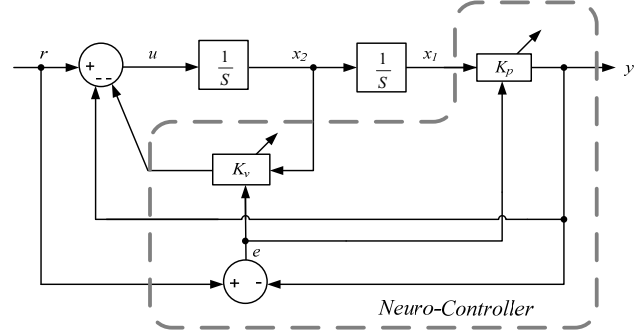 r
+
--
u
1
S
x2
1
S
x1
Kp
y
Kv
e
+ -
Neuro-Controller